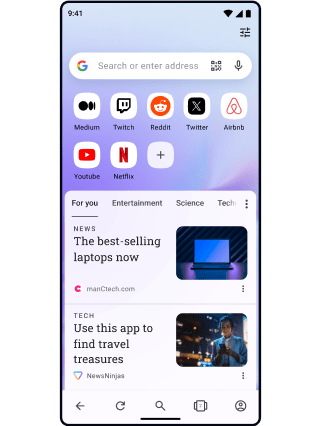 9:41
Search or enter address
Medium
Twitch
Reddit
Twitter
Airbnb
Youtube
Netflix
For you
Entertainment
Science
Tech
NEWS
The best-selling
laptops now
manCtech.com
TECH
Use this app to
find travel
treasures
NewsNinjas